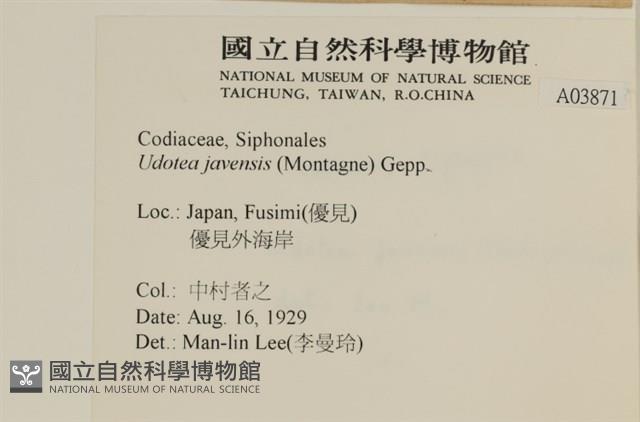 國立自然科學博物館
NATIONAL MUSEUM OF NATURAL SCIENCE
TAICHUNG, TAIWAN, R.O.CHINA
A03871
Codiaceae, Siphonales
Udotea javensis (Montagne) Gepp.
Loc.: Japan, Fusimi(優見)
優見外海岸
Col.: 中村者之
Date: Aug. 16, 1929
Det.: Man-lin Lee(李曼玲)
國立自然科學博物館
NATIONAL MUSEUM OF NATURAL SCIENCE